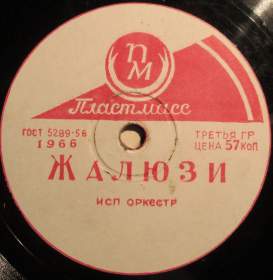 ПМ
Пластмасс
ГОСТ 5289-56
1966
ТРЕТЬЯ ГР.
ЦЕНА 57 КОП
ЖАЛЮЗИ
ИСП ОРКЕСТР